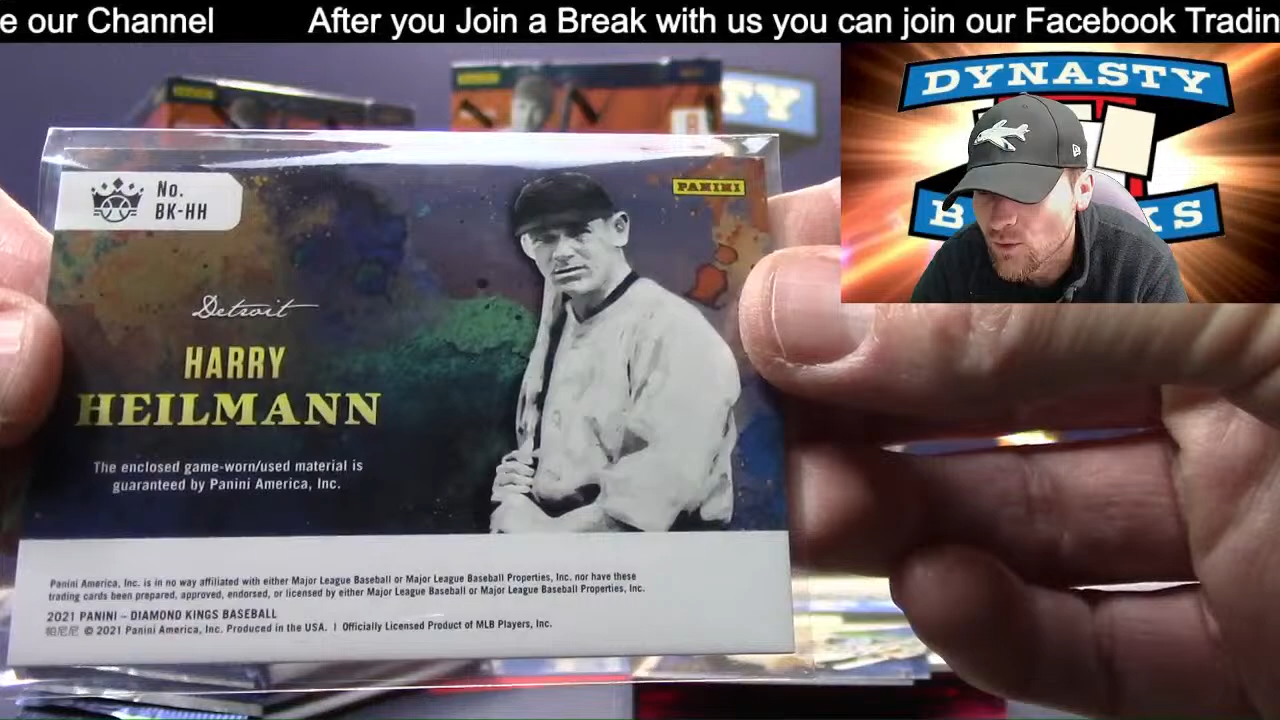 e our Channel After you Join a Break with us you can join our Facebook Tradin
DYNASTY
TY
No.
BK-HH
PANINI
Detroit
HARRY
HEILMANN
The enclosed game-worn/used material is
guaranteed by Panini America, Inc.
Panini America, Inc. is in no way affiliated with either Major League Baseball or Major League Baseball Properties, Inc. nor have these
trading cards been prepared, approved, endorsed, or licensed by either Major League Baseball or Major League Baseball Properties, Inc.
2021 PANINI – DIAMOND KINGS BASEBALL
帕尼尼 © 2021 Panini America, Inc. Produced in the USA. | Officially Licensed Product of MLB Players, Inc.